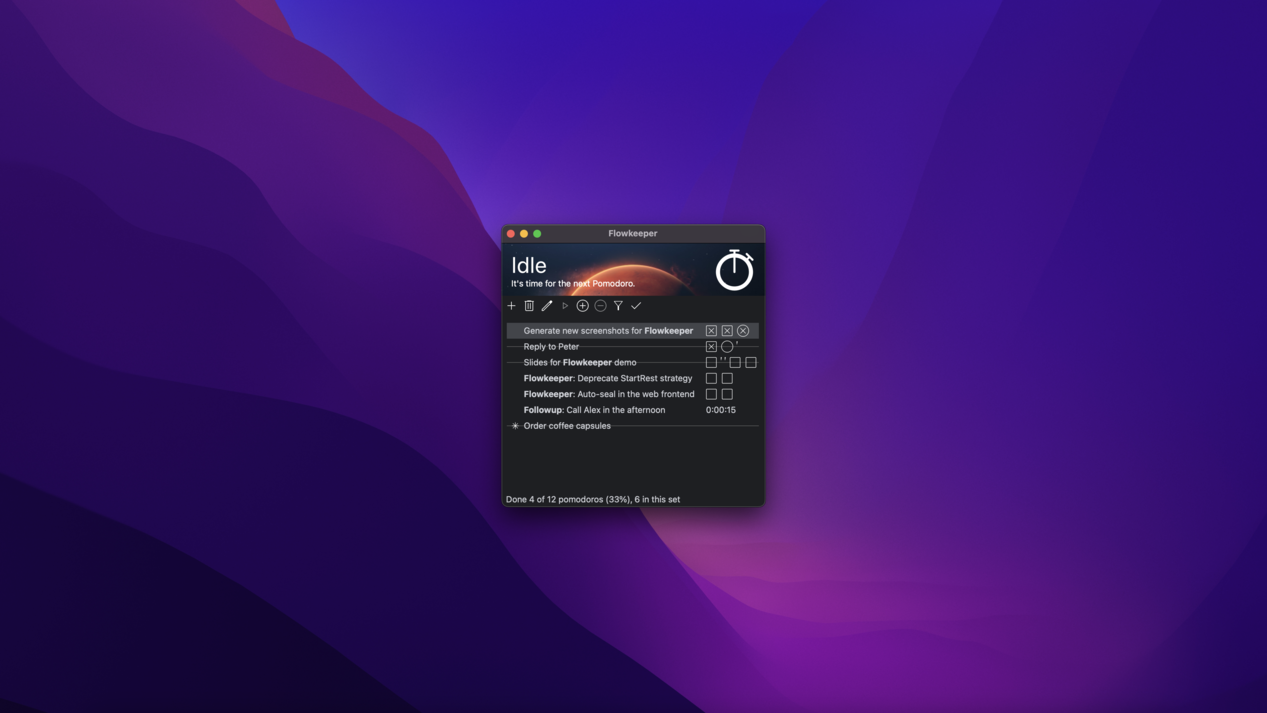 Flowkeeper
Idle
It's time for the next Pomodoro.
Generate new screenshots for Flowkeeper
Reply to Peter
Slides for Flowkeeper demo
Flowkeeper: Deprecate StartRest strategy
Flowkeeper: Auto-seal in the web frontend
Followup: Call Alex in the afternoon 0:00:15
Order coffee capsules
Done 4 of 12 pomodoros (33%), 6 in this set